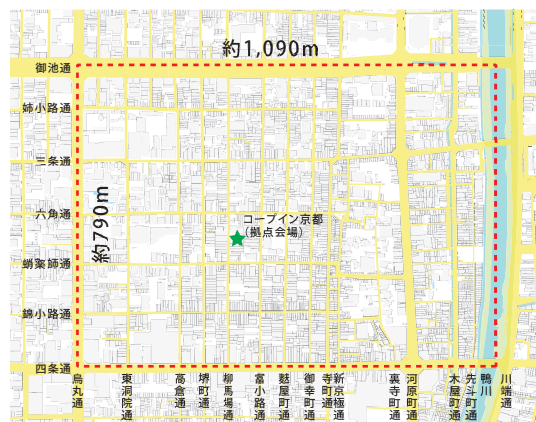 約1,090m
御池通
姉小路通
三条通
六角通
蛸薬師通
錦小路通
四条通
約790m
コープイン京都
(拠点会場)
烏丸通
東洞院通
高倉通
堺町通
柳馬場通
富小路通
麩屋町通
御幸町通
寺町通
新京極通
裏寺町通
河原町通
木屋町通
先斗町通
鴨川
川端通